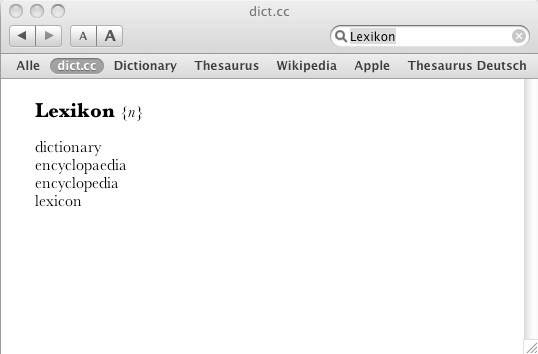 dict.cc
A A Lexikon
Alle dict.cc Dictionary Thesaurus Wikipedia Apple Thesaurus Deutsch
Lexikon {n}
dictionary
encyclopaedia
encyclopedia
lexicon